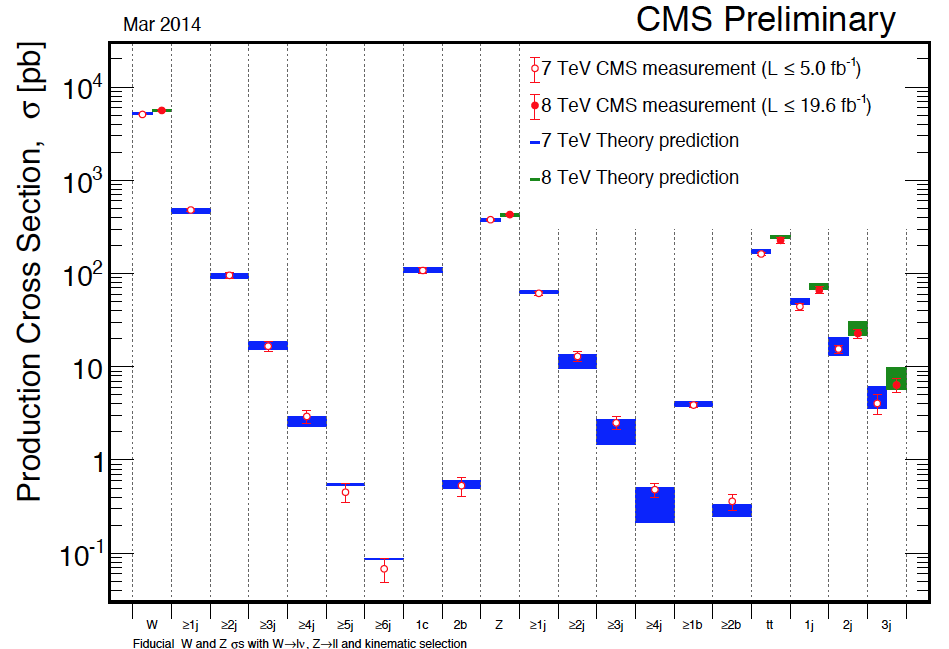 Mar 2014
CMS Preliminary
Production Cross Section, σ [pb]
7 TeV CMS measurement (L ≤ 5.0 fb⁻¹)
8 TeV CMS measurement (L ≤ 19.6 fb⁻¹)
7 TeV Theory prediction
8 TeV Theory prediction
10⁴
10³
10²
10
1
10⁻¹
W ≥1j ≥2j ≥3j ≥4j ≥5j ≥6j 1c 2b Z ≥1j ≥2j ≥3j ≥4j ≥1b ≥2b tt 1j 2j 3j
Fiducial W and Z σs with W→lν, Z→ll and kinematic selection